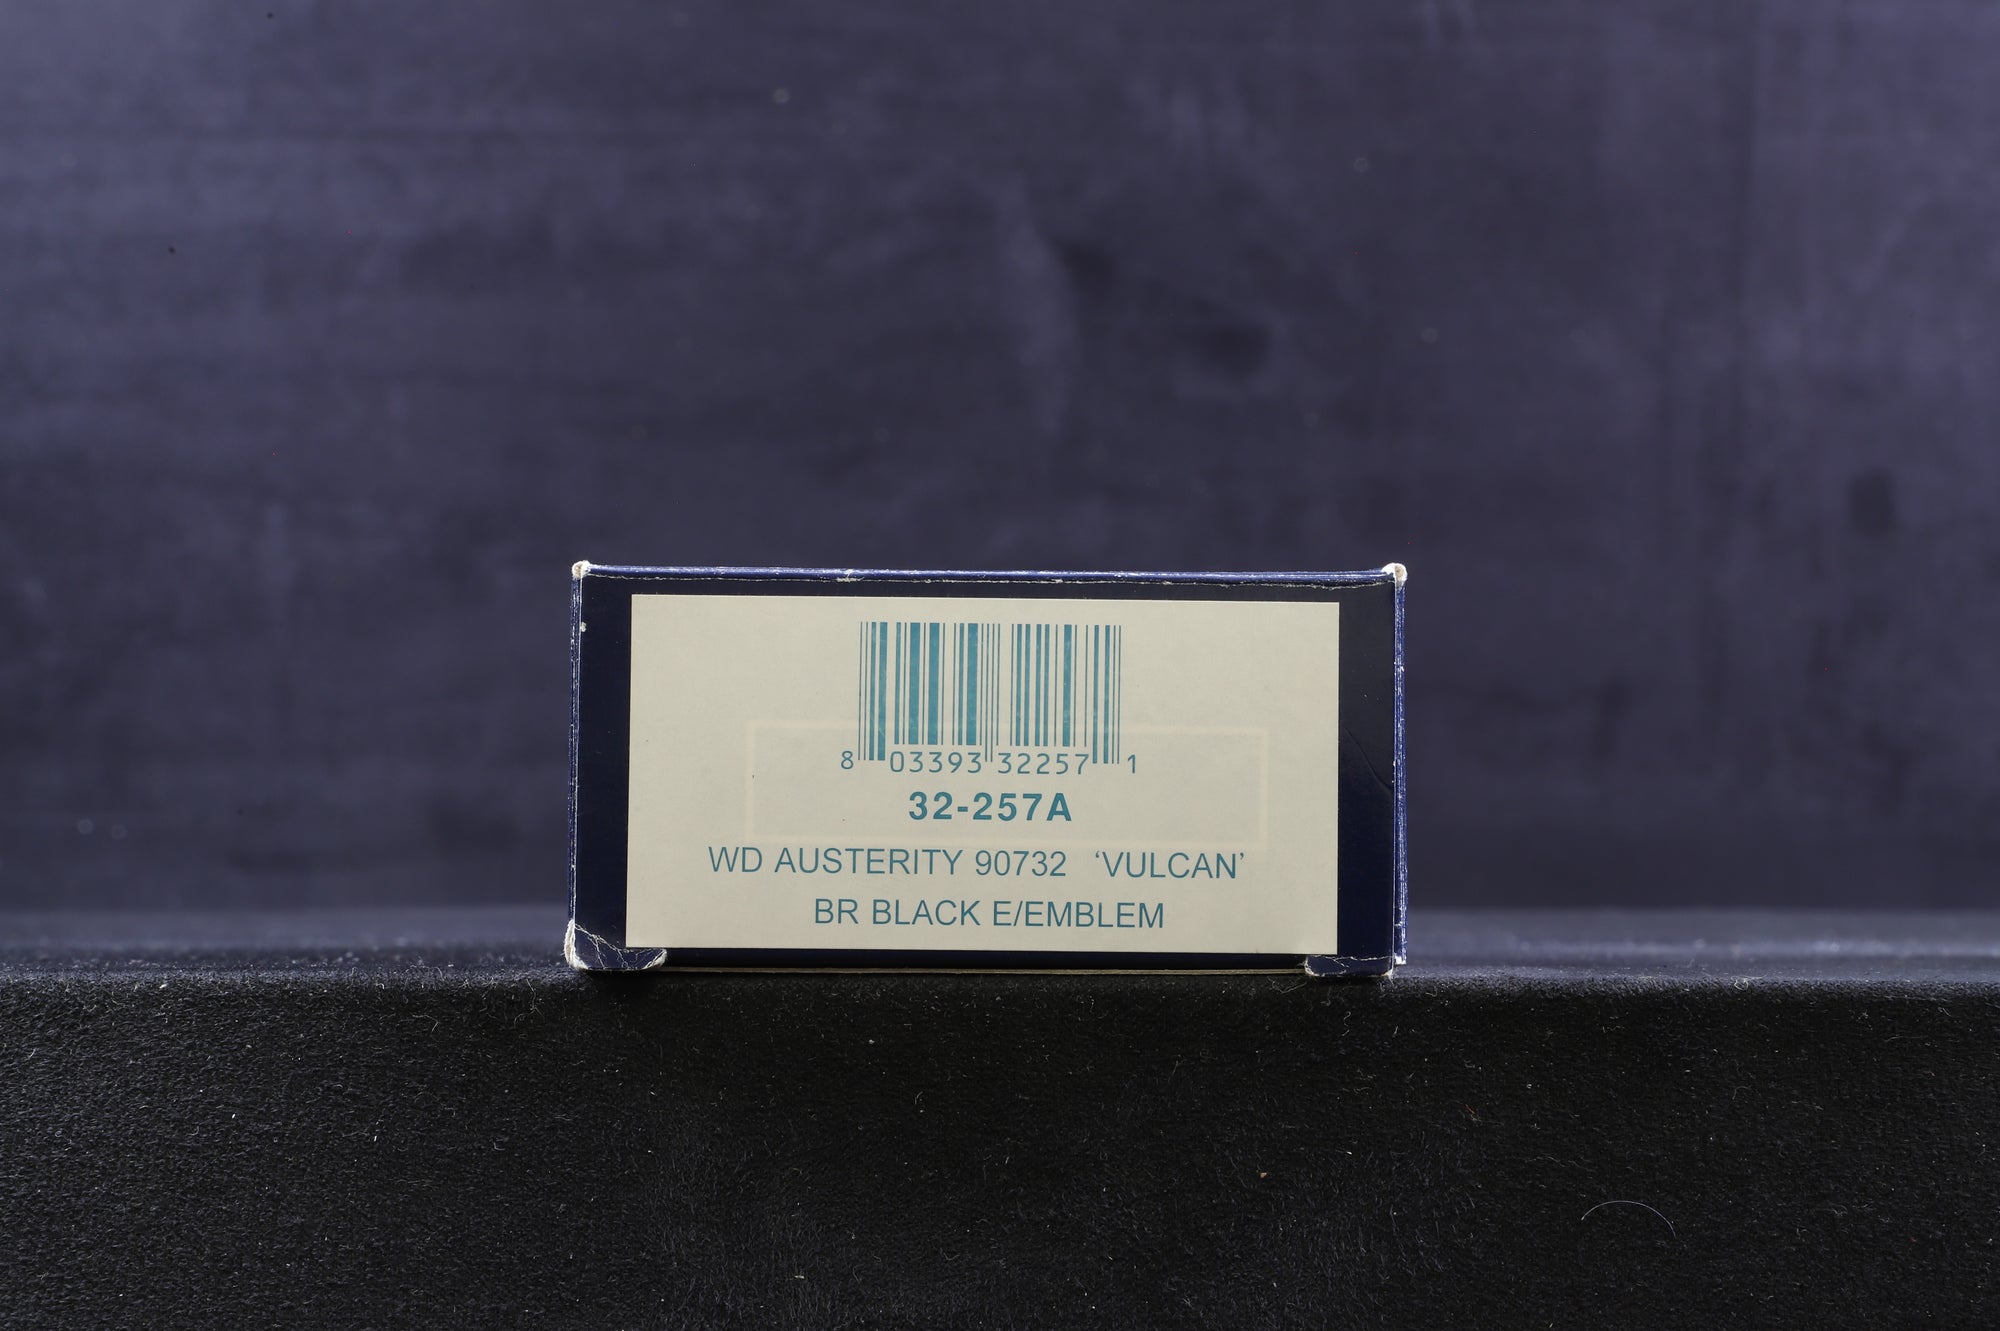 8 03393 32257 1
32-257A
WD AUSTERITY 90732 ‘VULCAN’
BR BLACK E/EMBLEM